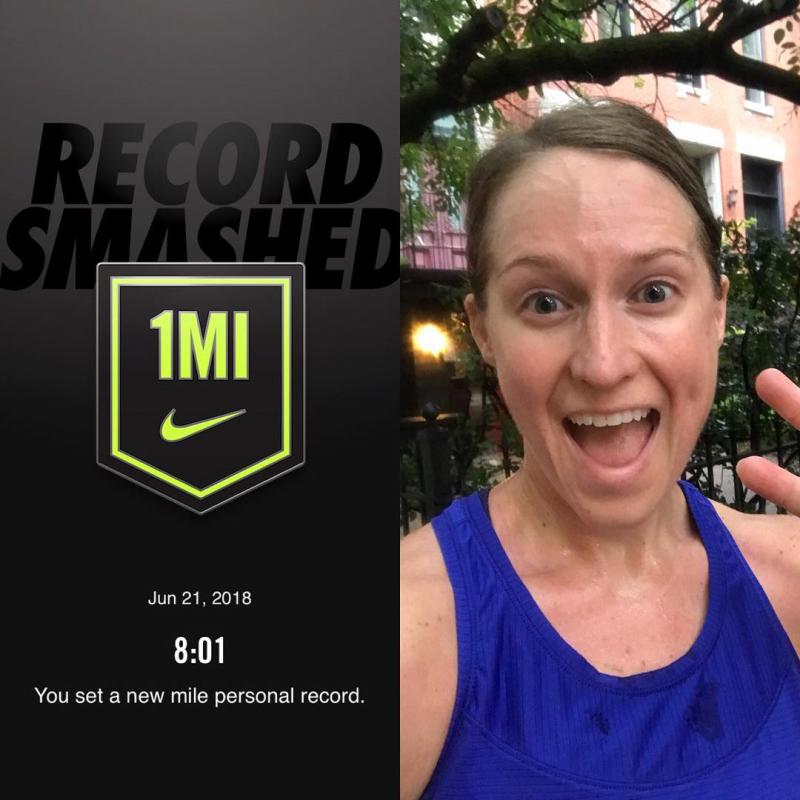 RECORD
SMASHED
1MI
Jun 21, 2018
8:01
You set a new mile personal record.